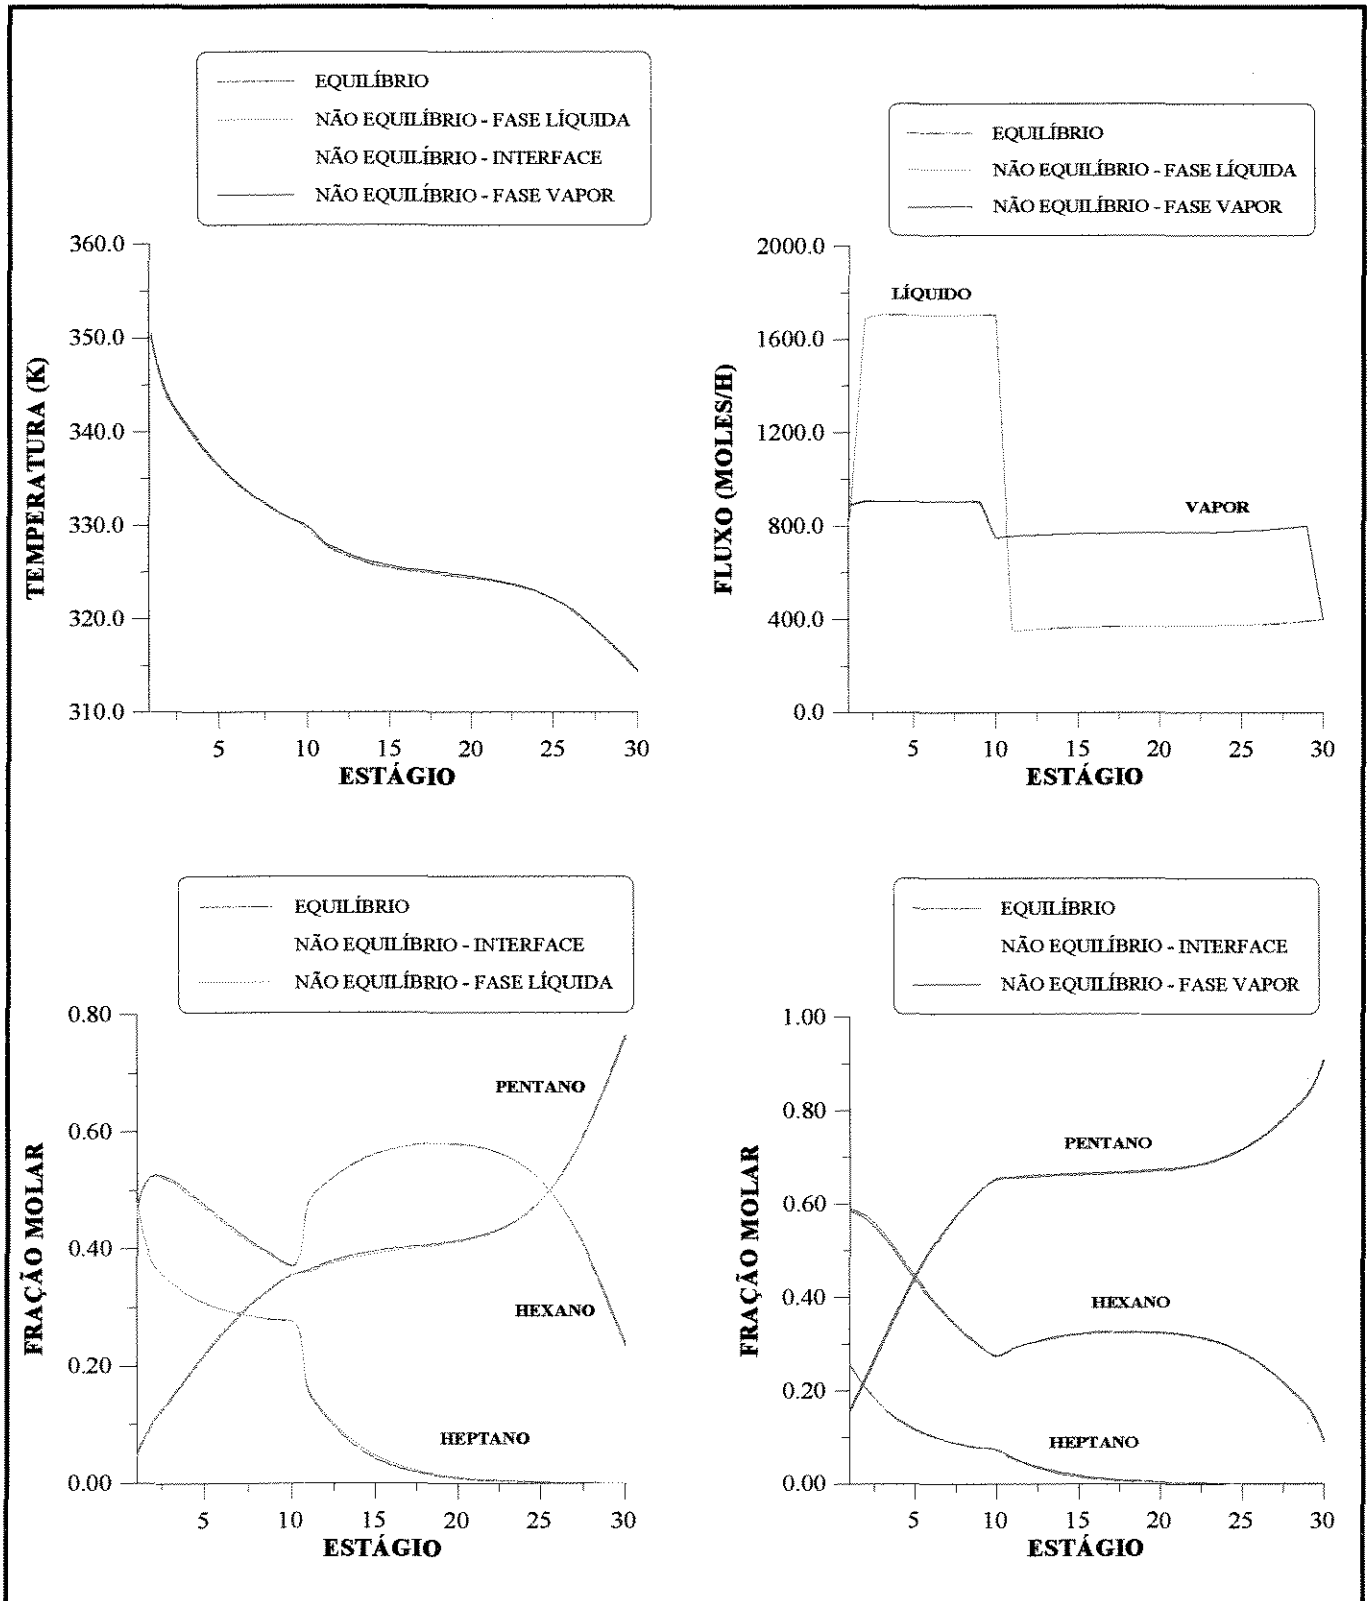 EQUILÍBRIO
NÃO EQUILÍBRIO - FASE LÍQUIDA
NÃO EQUILÍBRIO - INTERFACE
NÃO EQUILÍBRIO - FASE VAPOR
360.0
350.0
340.0
330.0
320.0
310.0
TEMPERATURA (K)
5 10 15 20 25 30
ESTÁGIO
EQUILÍBRIO
NÃO EQUILÍBRIO - FASE LÍQUIDA
NÃO EQUILÍBRIO - FASE VAPOR
2000.0
1600.0
1200.0
800.0
400.0
0.0
FLUXO (MOLES/H)
LÍQUIDO
VAPOR
5 10 15 20 25 30
ESTÁGIO
EQUILÍBRIO
NÃO EQUILÍBRIO - INTERFACE
NÃO EQUILÍBRIO - FASE LÍQUIDA
0.80
0.60
0.40
0.20
0.00
FRAÇÃO MOLAR
PENTANO
HEXANO
HEPTANO
5 10 15 20 25 30
ESTÁGIO
EQUILÍBRIO
NÃO EQUILÍBRIO - INTERFACE
NÃO EQUILÍBRIO - FASE VAPOR
1.00
0.80
0.60
0.40
0.20
0.00
FRAÇÃO MOLAR
PENTANO
HEXANO
HEPTANO
5 10 15 20 25 30
ESTÁGIO